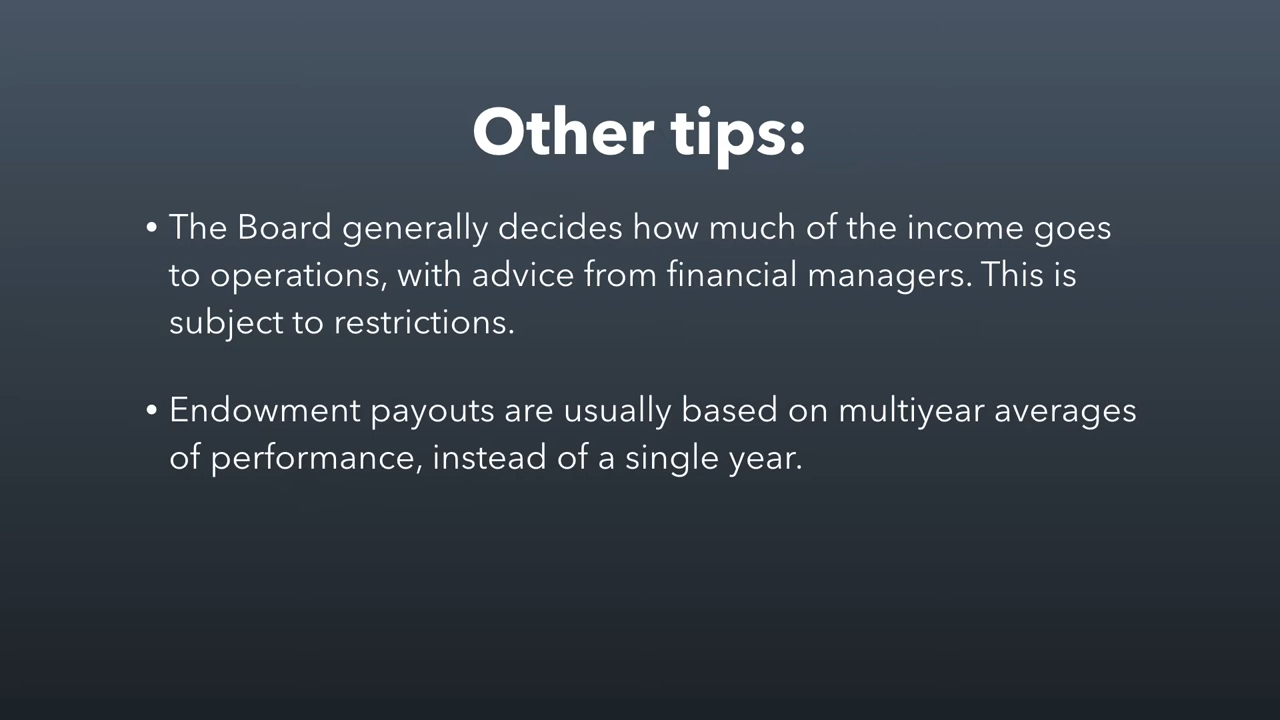 Other tips:
• The Board generally decides how much of the income goes
to operations, with advice from financial managers. This is
subject to restrictions.
• Endowment payouts are usually based on multiyear averages
of performance, instead of a single year.